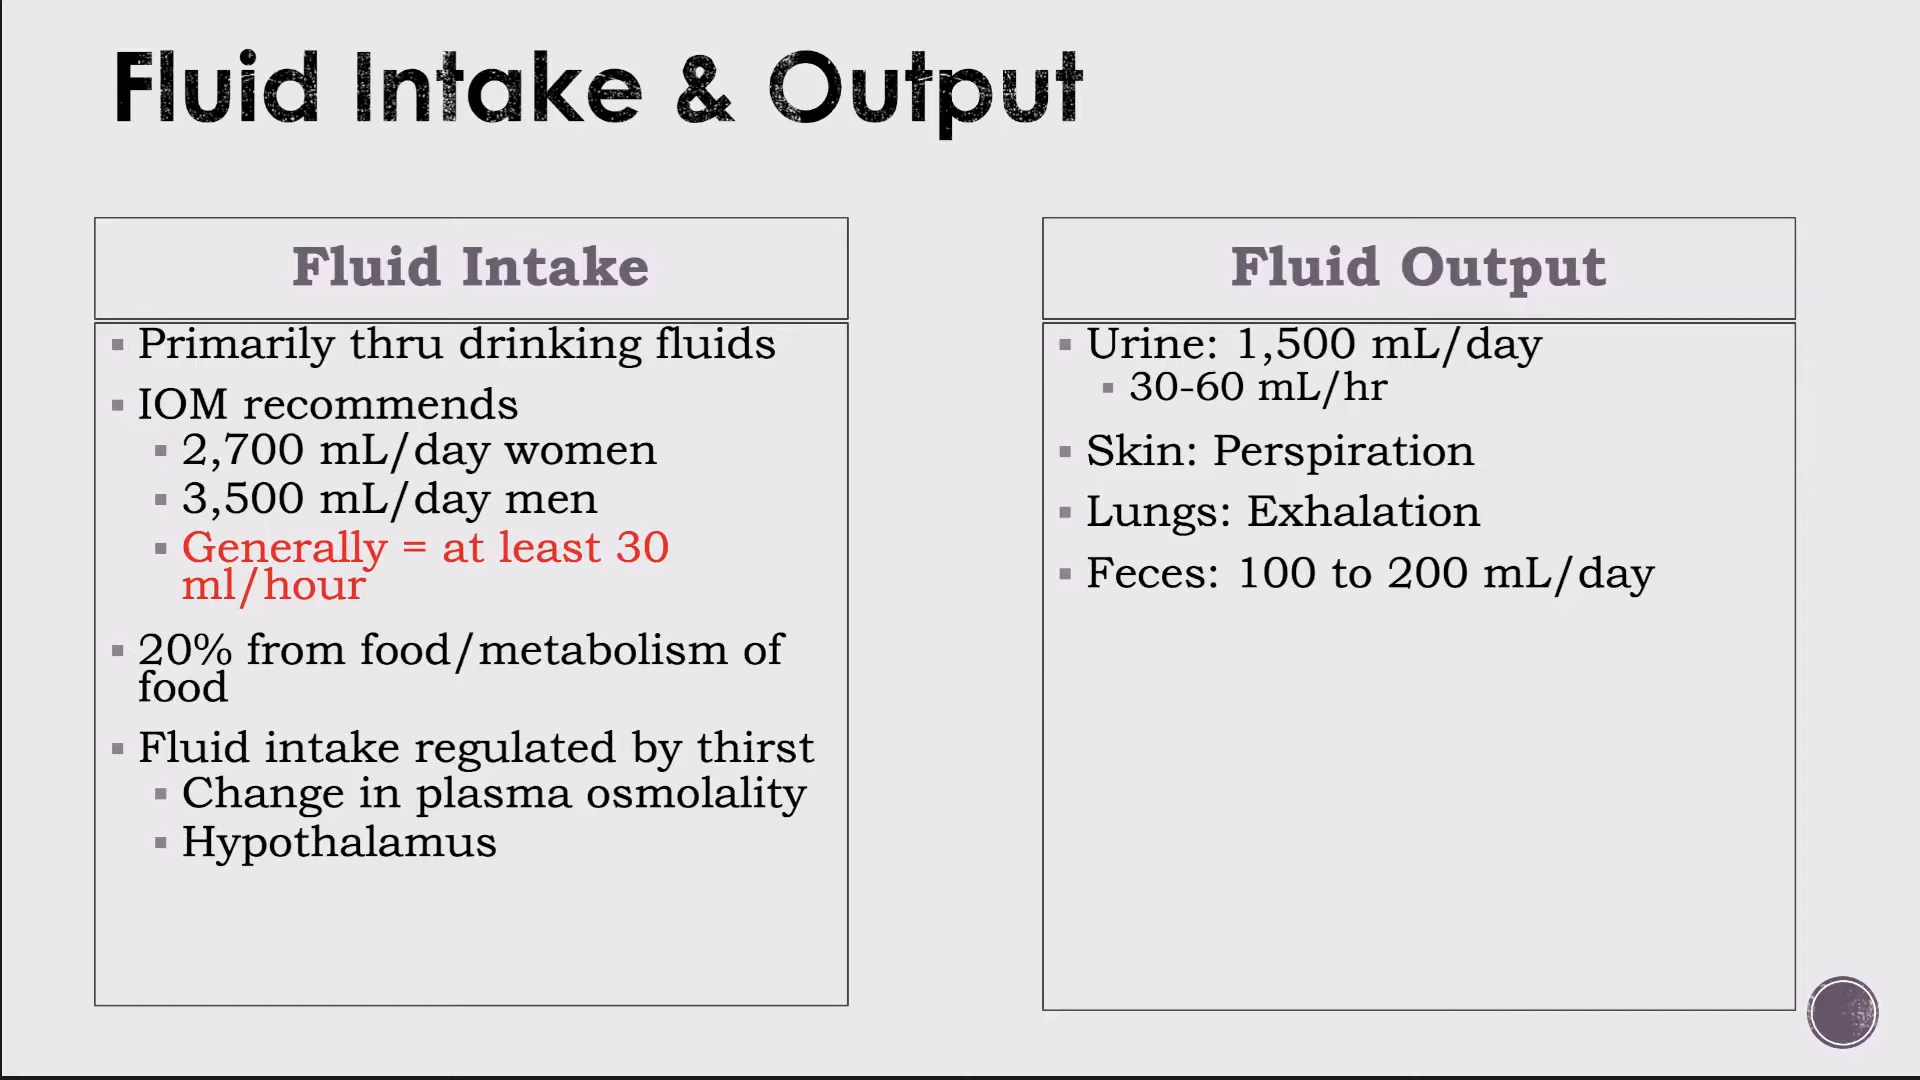 Fluid Intake & Output
Fluid Intake
Primarily thru drinking fluids
IOM recommends
2,700 mL/day women
3,500 mL/day men
Generally = at least 30
ml/hour
20% from food/metabolism of
food
Fluid intake regulated by thirst
Change in plasma osmolality
Hypothalamus
Fluid Output
Urine: 1,500 mL/day
30-60 mL/hr
Skin: Perspiration
Lungs: Exhalation
Feces: 100 to 200 mL/day